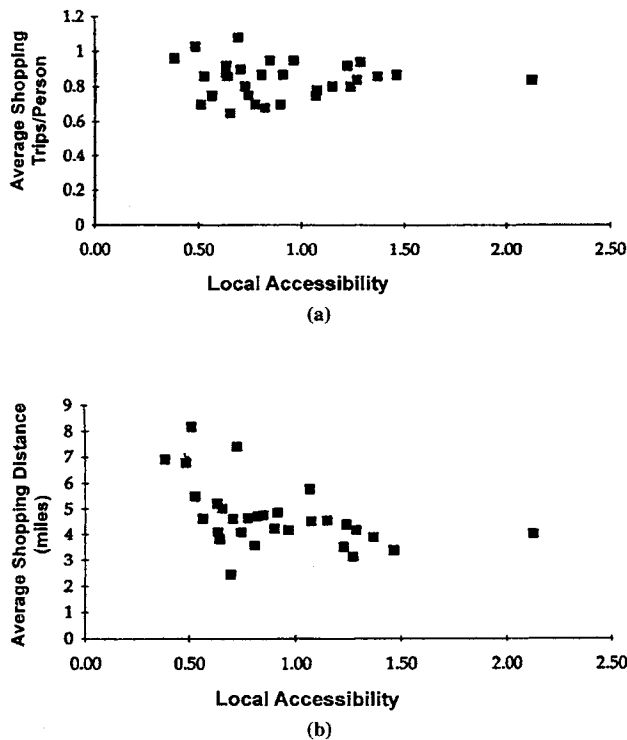 1.2
1
0.8
0.6
0.4
0.2
0
Average Shopping
Trips/Person
0.00 0.50 1.00 1.50 2.00 2.50
Local Accessibility
(a)
9
8
7
6
5
4
3
2
1
0
Average Shopping Distance
(miles)
0.00 0.50 1.00 1.50 2.00 2.50
Local Accessibility
(b)